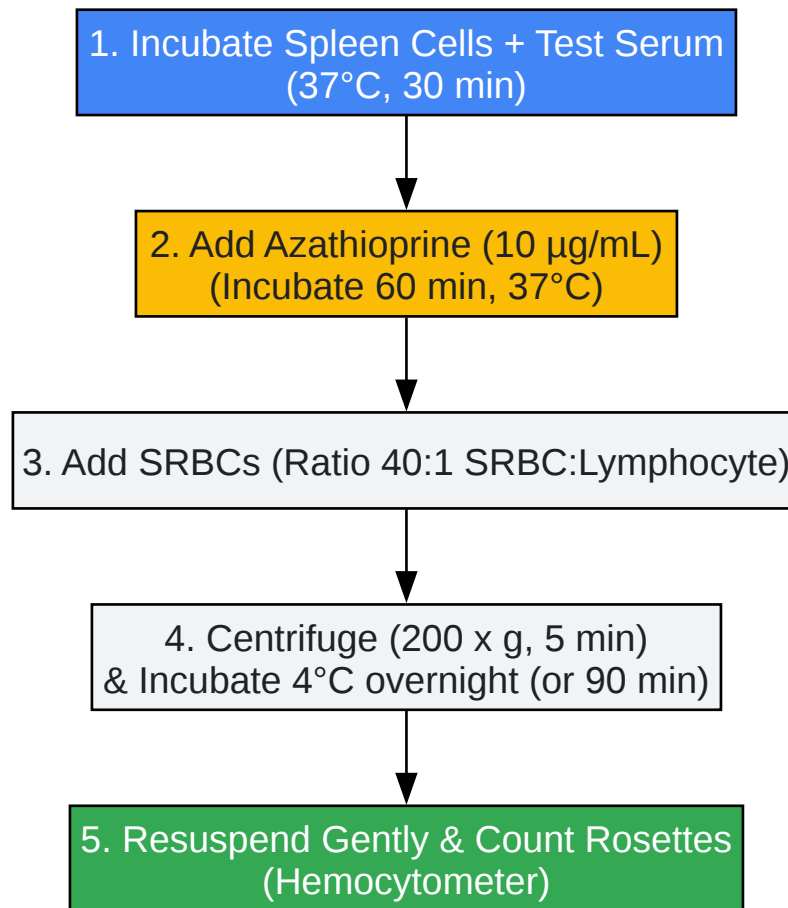 1. Incubate Spleen Cells + Test Serum
(37°C, 30 min)
2. Add Azathioprine (10 µg/mL)
(Incubate 60 min, 37°C)
3. Add SRBCs (Ratio 40:1 SRBC:Lymphocyte)
4. Centrifuge (200 x g, 5 min)
& Incubate 4°C overnight (or 90 min)
5. Resuspend Gently & Count Rosettes
(Hemocytometer)